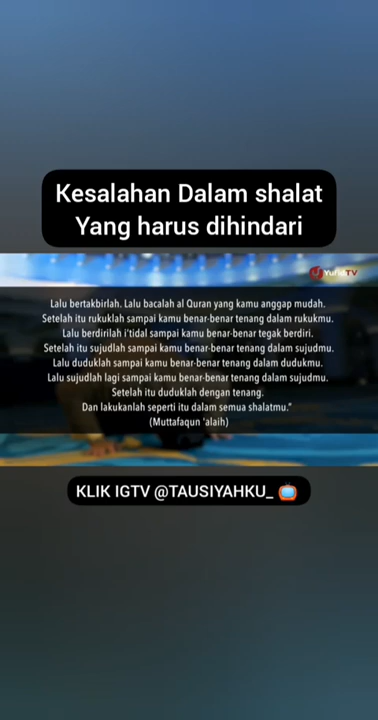 Kesalahan Dalam shalat
Yang harus dihindari
YufidTV
Lalu bertakbirlah. Lalu bacalah al Quran yang kamu anggap mudah.
Setelah itu rukuklah sampai kamu benar-benar tenang dalam rukukmu.
Lalu berdirilah i'tidal sampai kamu benar-benar tegak berdiri.
Setelah itu sujudlah sampai kamu benar-benar tenang dalam sujudmu.
Lalu duduklah sampai kamu benar-benar tenang dalam dudukmu.
Lalu sujudlah lagi sampai kamu benar-benar tenang dalam sujudmu.
Setelah itu duduklah dengan tenang.
Dan lakukanlah seperti itu dalam semua shalatmu."
(Muttafaqun 'alaih)
KLIK IGTV @TAUSIYAHKU_